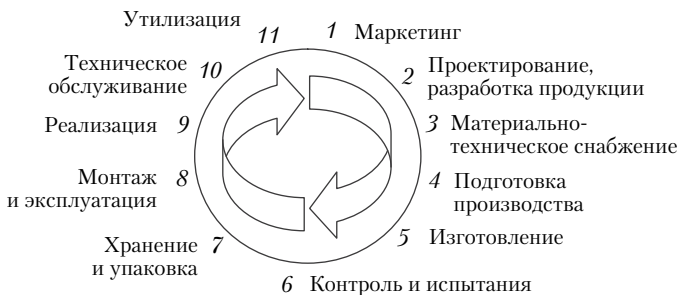 1 Маркетинг
2 Проектирование,
разработка продукции
3 Материально-
техническое снабжение
4 Подготовка
производства
5 Изготовление
6 Контроль и испытания
Хранение 7
и упаковка
Монтаж 8
и эксплуатация
Реализация 9
Техническое 10
обслуживание
Утилизация 11